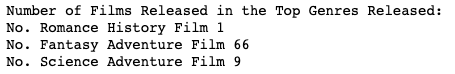 Number of Films Released in the Top Genres Released:
No. Romance History Film 1
No. Fantasy Adventure Film 66
No. Science Adventure Film 9